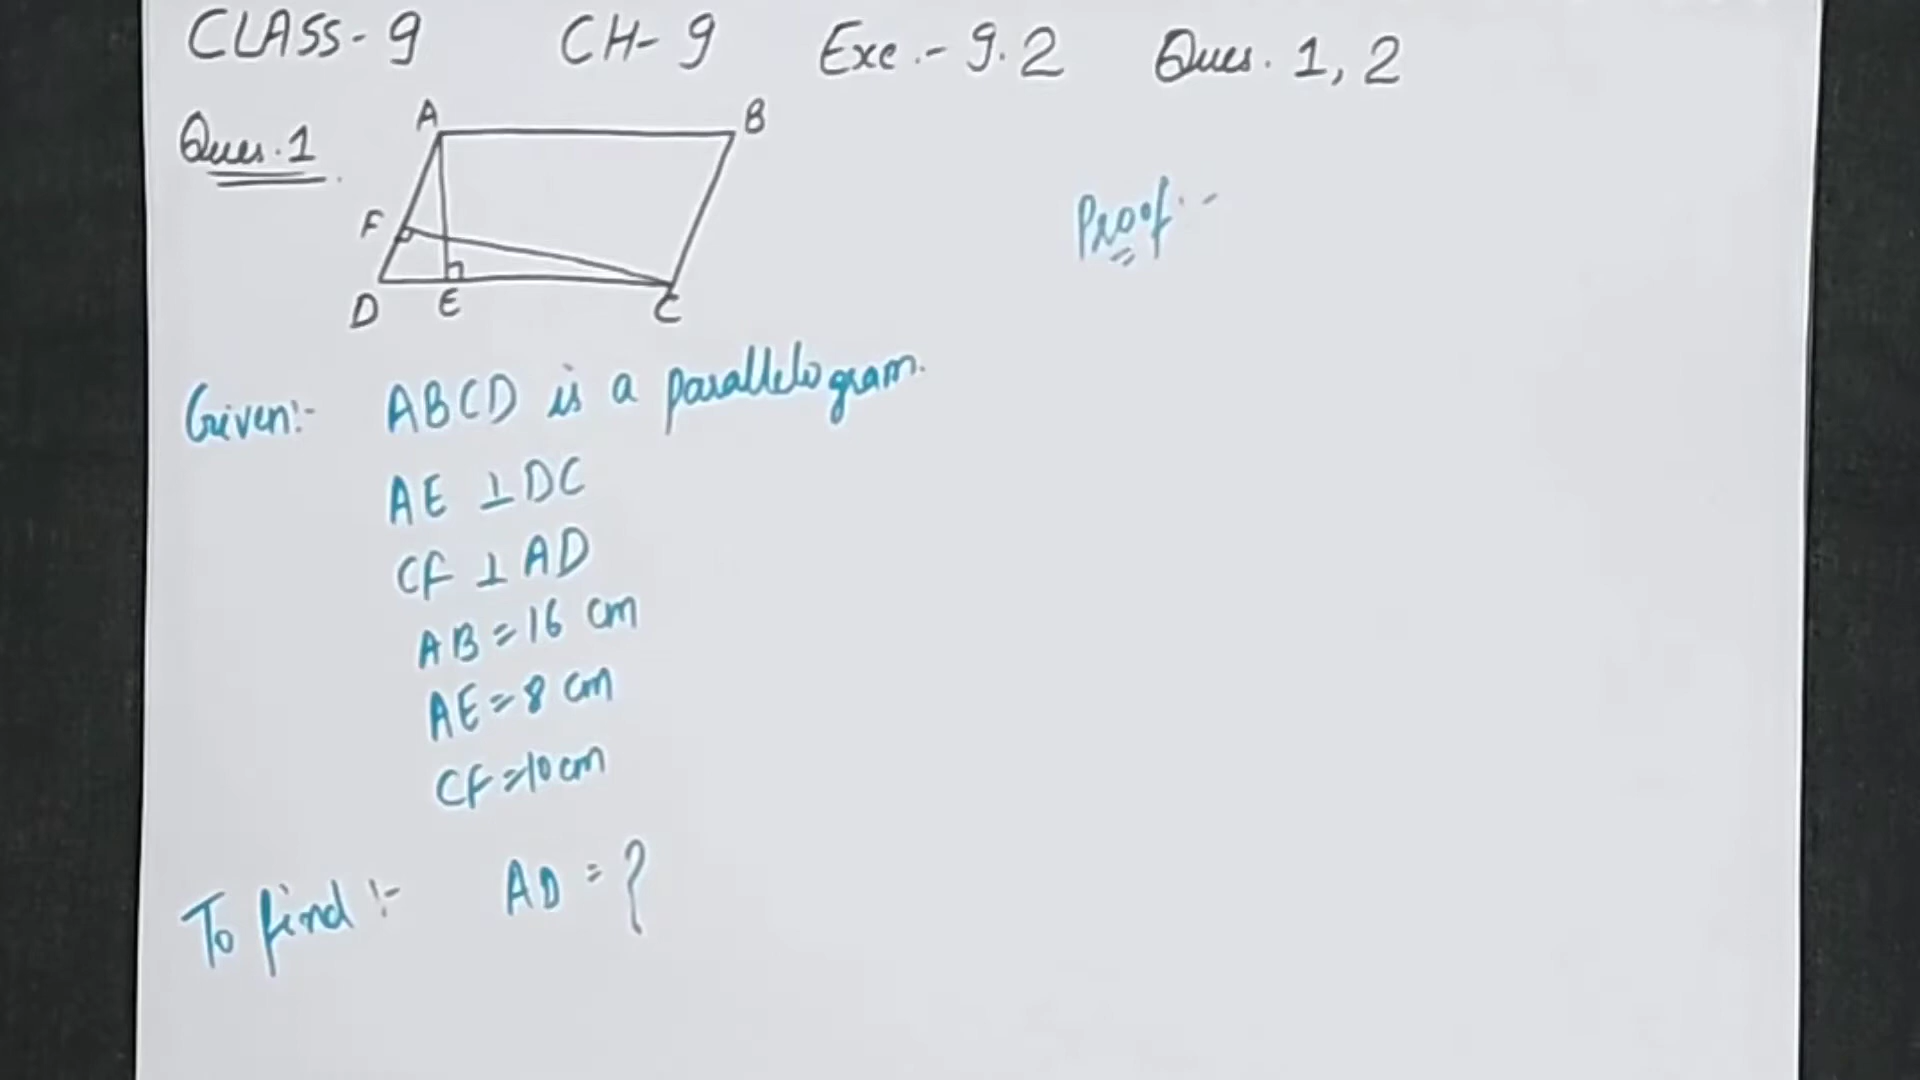 CLASS-9 CH-9 Exe.-9.2 Ques. 1, 2
Ques. 1.
A B
F
D E C
Proof:-
Given:- ABCD is a parallelogram.
AE ⊥ DC
CF ⊥ AD
AB = 16 cm
AE = 8 cm
CF = 10 cm
To find:- AD = ?